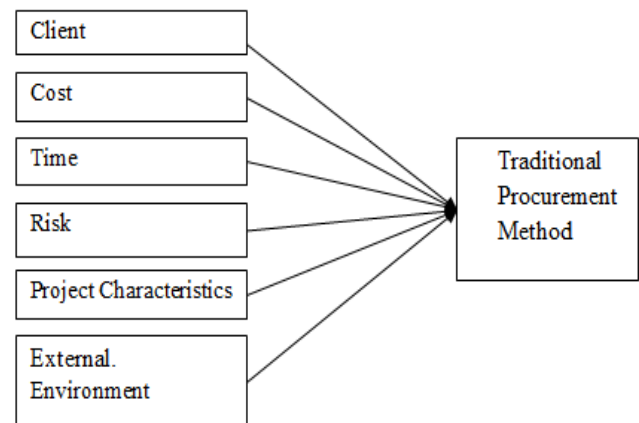 Client
Cost
Time
Risk
Project Characteristics
External.
Environment
Traditional
Procurement
Method